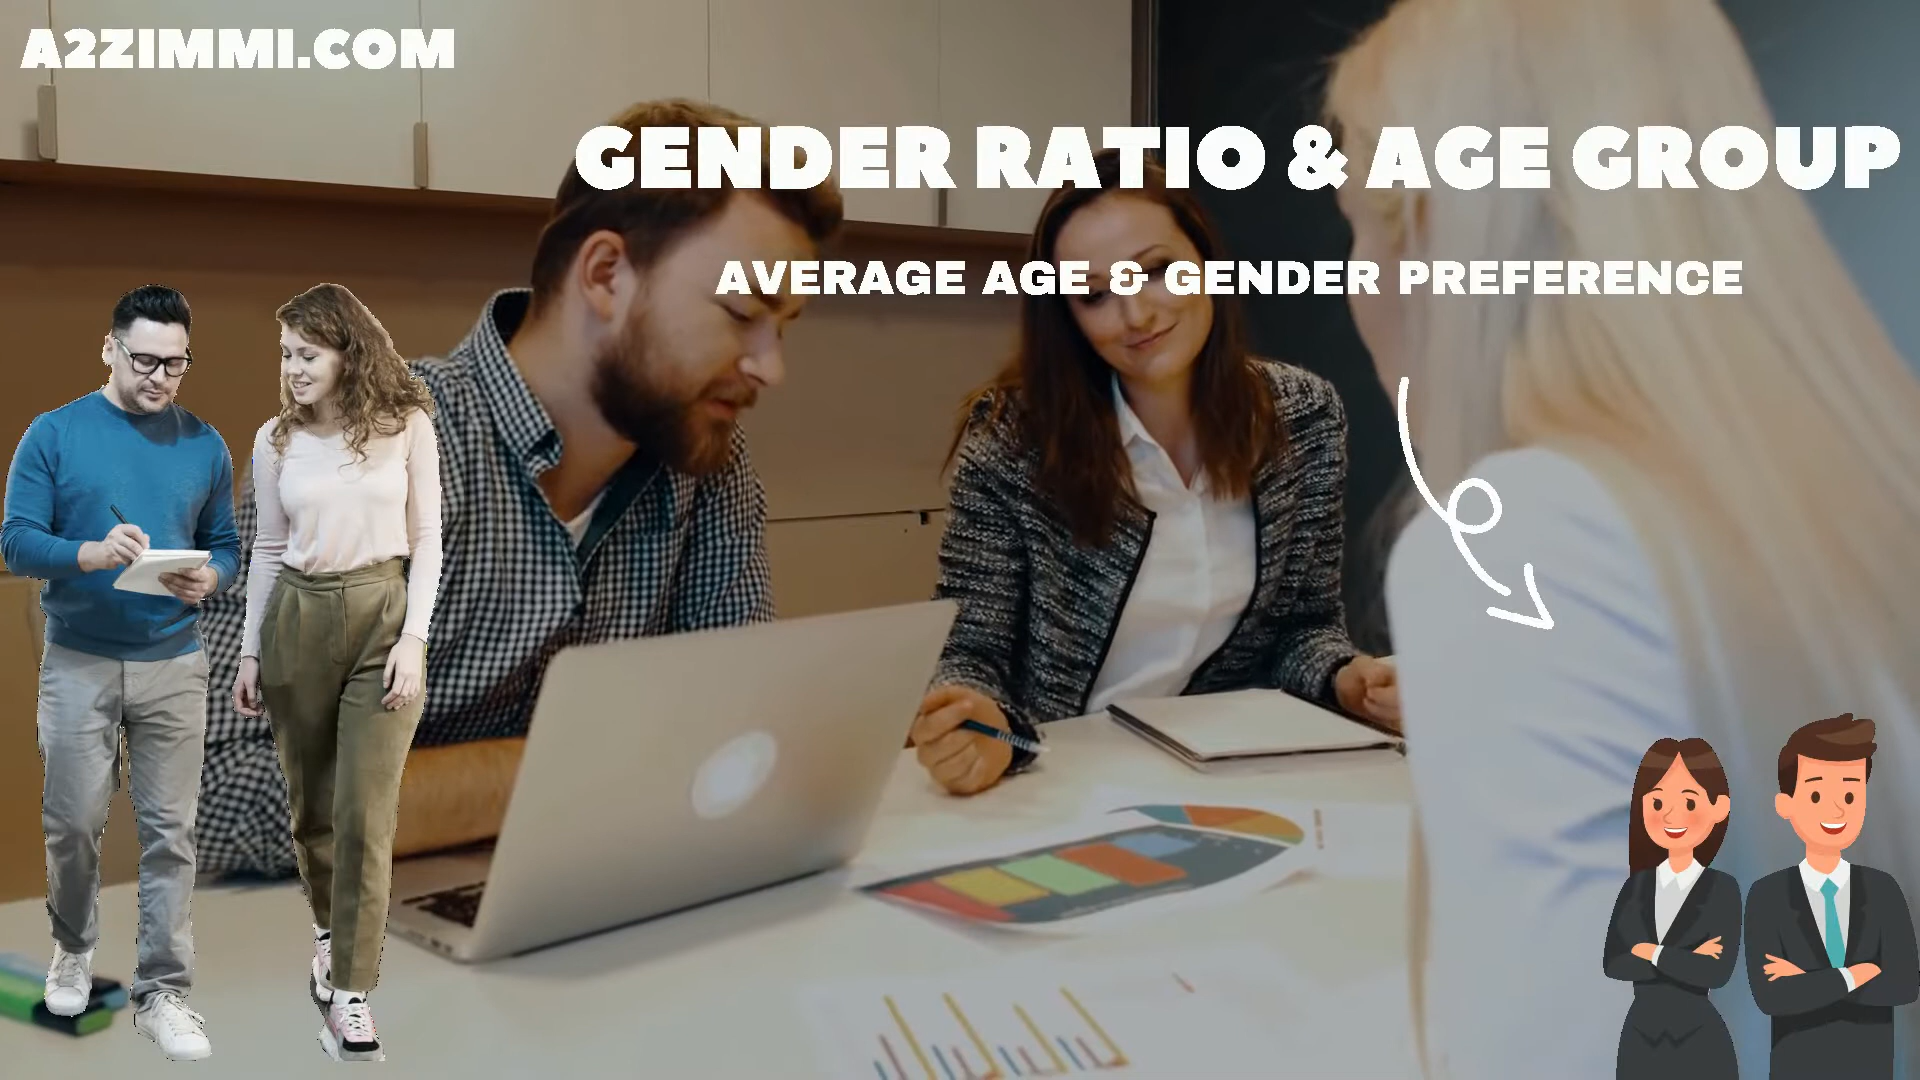 A2ZIMMI.COM
GENDER RATIO & AGE GROUP
AVERAGE AGE & GENDER PREFERENCE